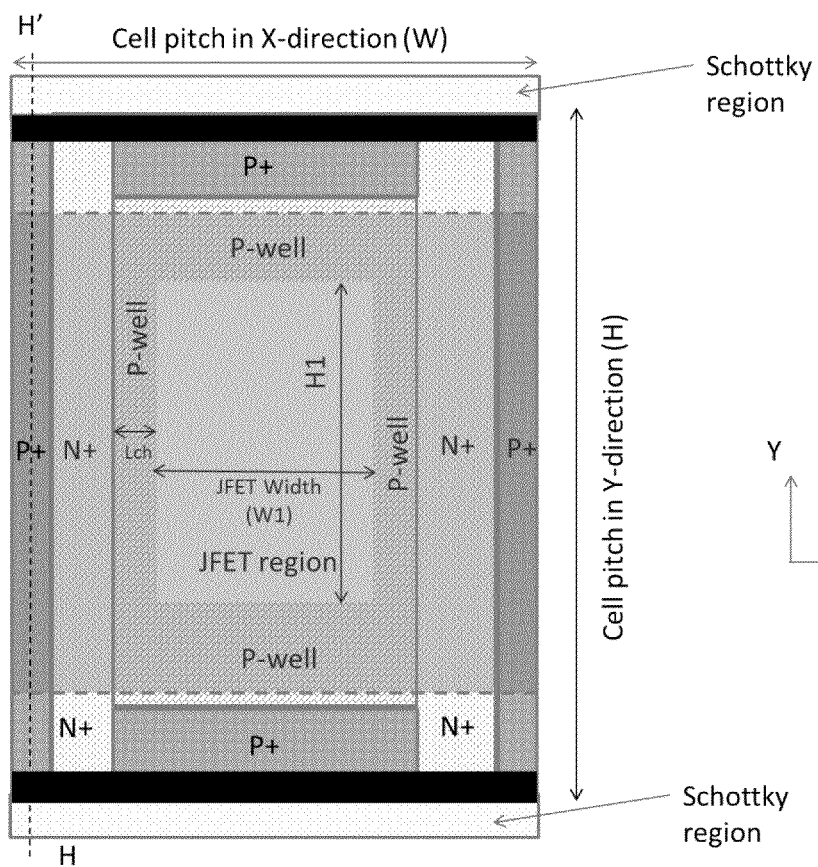 H'
Cell pitch in X-direction (W)
Schottky
region
P+
P-well
P-well
H1
Cell pitch in Y-direction (H)
P+
N+
Lch
P-well
N+
P+
Y
JFET Width
(W1)
JFET region
P-well
N+
N+
P+
Schottky
region
H